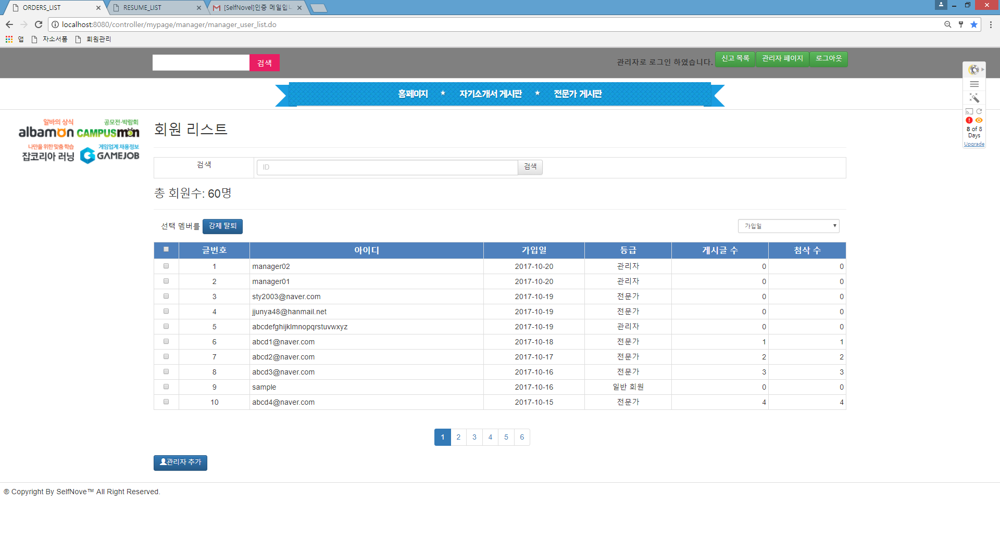 ORDERS_LIST
RESUME_LIST
[SelfNovel]인증 메일입니
localhost:8080/controller/mypage/manager/manager_user_list.do
앱 자소서폼 회원관리
검색
관리자로 로그인 하였습니다. 신고 목록 관리자 페이지 로그아웃
홈페이지 ★ 자기소개서 게시판 ★ 전문가 게시판
알바의 상식 공모전·박람회
albamon CAMPUSmon
나만을 위한 맞춤 학습 게임업계 채용정보
잡코리아 러닝 GAMEJOB
8 of 8
Days
Upgrade
회원 리스트
검색 ID 검색
총 회원수: 60명
선택 멤버를 강제 탈퇴 가입일
글번호 아이디 가입일 등급 게시글 수 첨삭 수
1 manager02 2017-10-20 관리자 0 0
2 manager01 2017-10-20 관리자 0 0
3 sty2003@naver.com 2017-10-19 전문가 0 0
4 jjunya48@hanmail.net 2017-10-19 전문가 0 0
5 abcdefghijklmnopqrstuvwxyz 2017-10-19 관리자 0 0
6 abcd1@naver.com 2017-10-18 전문가 1 1
7 abcd2@naver.com 2017-10-17 전문가 2 2
8 abcd3@naver.com 2017-10-16 전문가 3 3
9 sample 2017-10-16 일반 회원 0 0
10 abcd4@naver.com 2017-10-15 전문가 4 4
1 2 3 4 5 6
관리자 추가
® Copyright By SelfNove™ All Right Reserved.